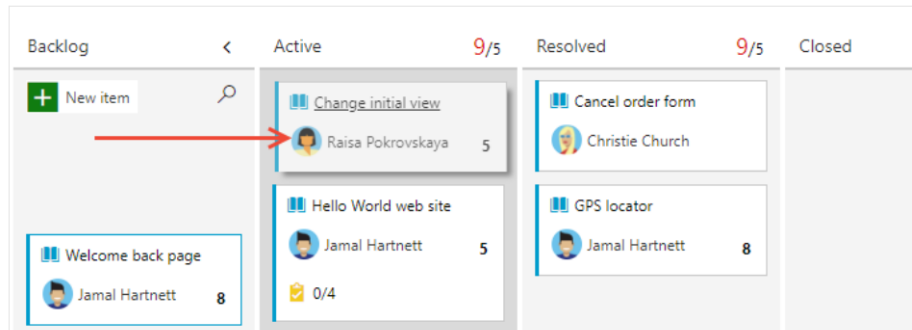 Backlog <
Active 9/5
Resolved 9/5
Closed
New item
Welcome back page
Jamal Hartnett 8
Change initial view
Raisa Pokrovskaya 5
Hello World web site
Jamal Hartnett 5
0/4
Cancel order form
Christie Church
GPS locator
Jamal Hartnett 8